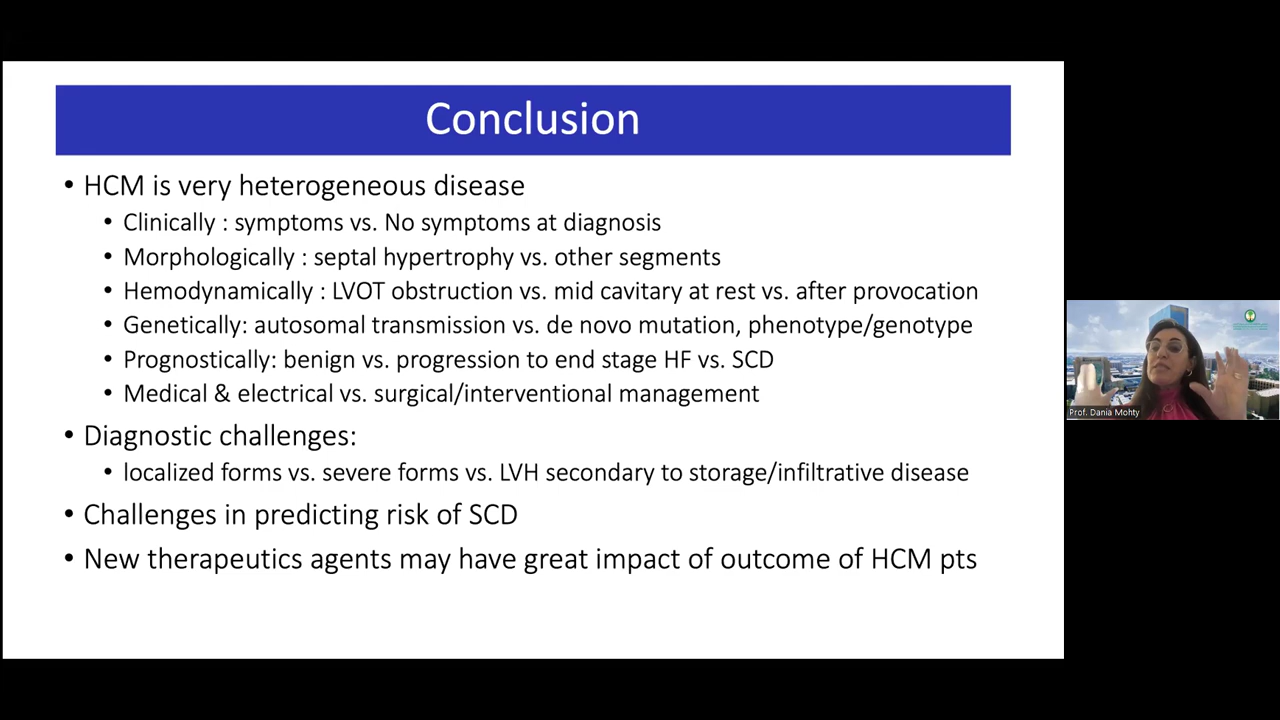 Conclusion
• HCM is very heterogeneous disease
• Clinically : symptoms vs. No symptoms at diagnosis
• Morphologically : septal hypertrophy vs. other segments
• Hemodynamically : LVOT obstruction vs. mid cavitary at rest vs. after provocation
• Genetically: autosomal transmission vs. de novo mutation, phenotype/genotype
• Prognostically: benign vs. progression to end stage HF vs. SCD
• Medical & electrical vs. surgical/interventional management
• Diagnostic challenges:
• localized forms vs. severe forms vs. LVH secondary to storage/infiltrative disease
• Challenges in predicting risk of SCD
• New therapeutics agents may have great impact of outcome of HCM pts
Prof. Dania Mohty